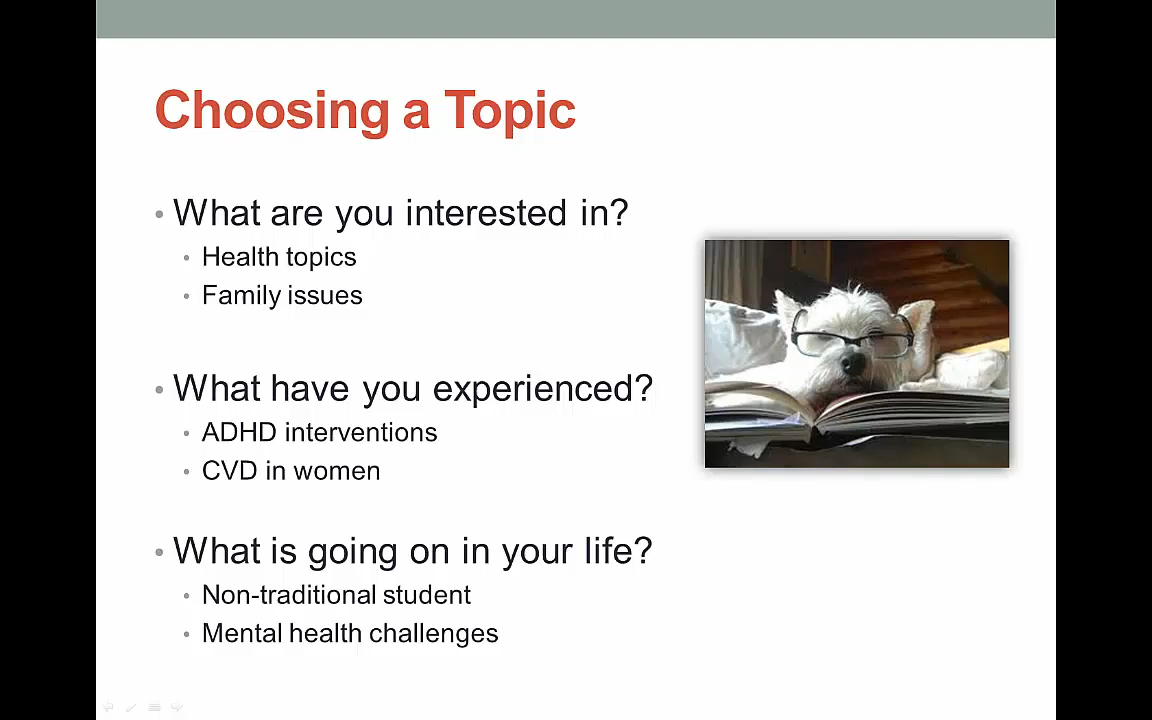 Choosing a Topic
• What are you interested in?
• Health topics
• Family issues
• What have you experienced?
• ADHD interventions
• CVD in women
• What is going on in your life?
• Non-traditional student
• Mental health challenges